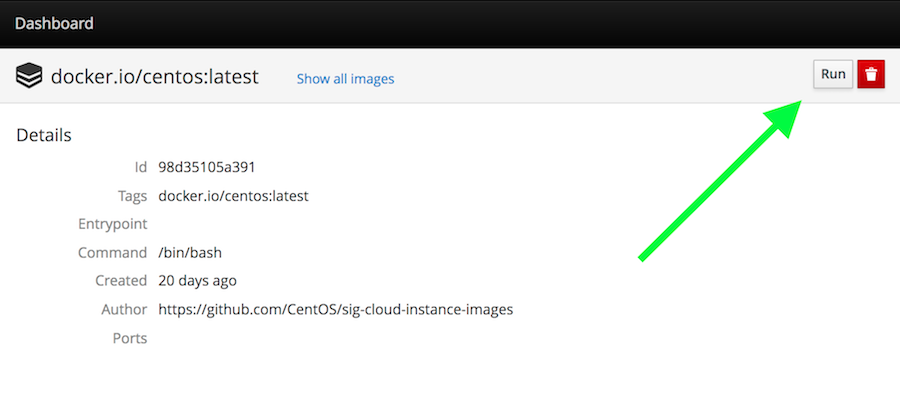 Dashboard
docker.io/centos:latest Show all images Run
Details
Id 98d35105a391
Tags docker.io/centos:latest
Entrypoint
Command /bin/bash
Created 20 days ago
Author https://github.com/CentOS/sig-cloud-instance-images
Ports